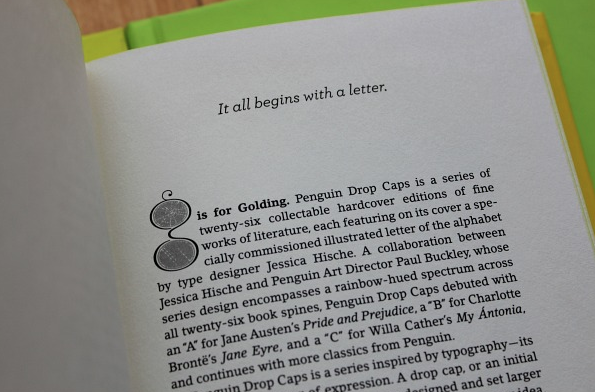 It all begins with a letter.
g is for Golding. Penguin Drop Caps is a series of
twenty-six collectable hardcover editions of fine
works of literature, each featuring on its cover a spe-
cially commissioned illustrated letter of the alphabet
by type designer Jessica Hische. A collaboration between
Jessica Hische and Penguin Art Director Paul Buckley, whose
series design encompasses a rainbow-hued spectrum across
all twenty-six book spines, Penguin Drop Caps debuted with
an "A" for Jane Austen's Pride and Prejudice, a "B" for Charlotte
Brontë's Jane Eyre, and a "C" for Willa Cather's My Ántonia,
and continues with more classics from Penguin.
Drop Caps is a series inspired by typography—its
of expression. A drop cap, or an initial
designed and set larger